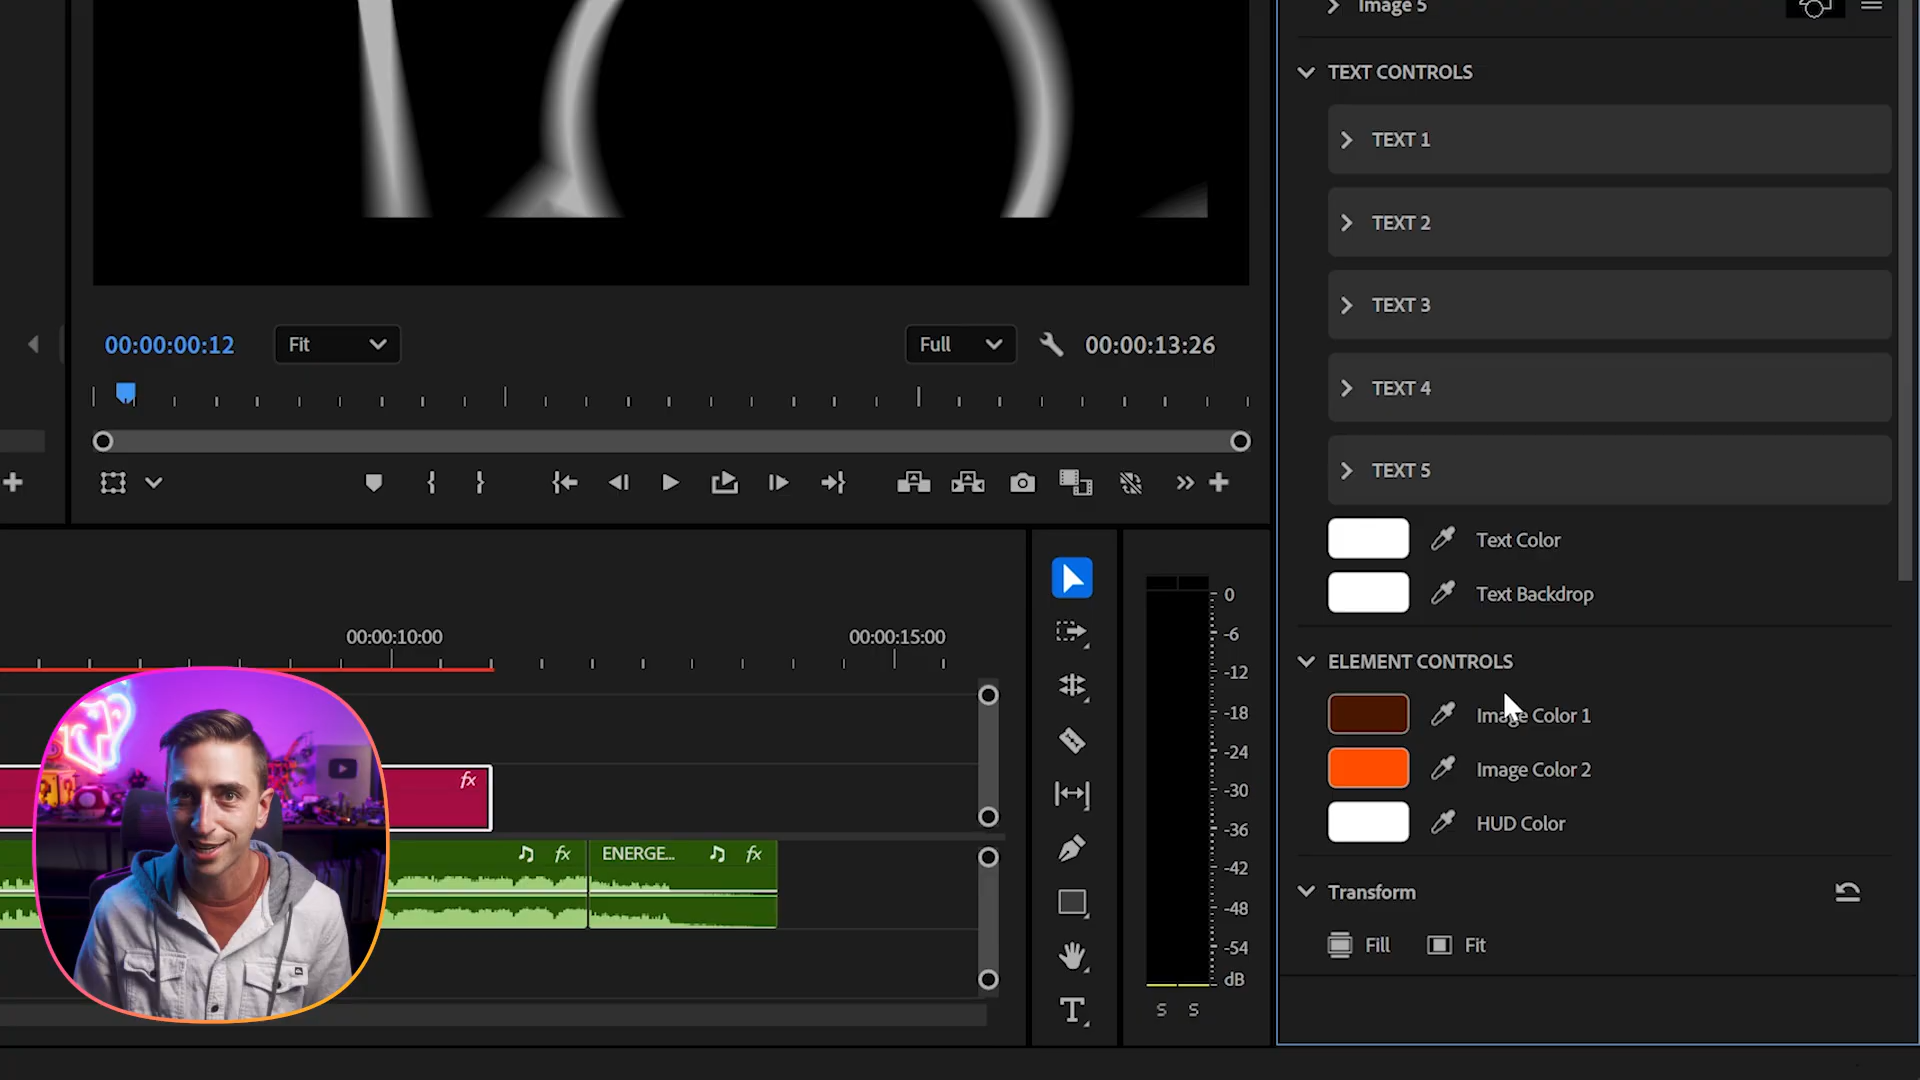 Image 5
TEXT CONTROLS
TEXT 1
TEXT 2
TEXT 3
TEXT 4
TEXT 5
Text Color
Text Backdrop
ELEMENT CONTROLS
Image Color 1
Image Color 2
HUD Color
Transform
Fill Fit
00:00:00:12 Fit Full 00:00:13:26
00:00:10:00 00:00:15:00
fx
fx ENERGE... fx
0
-6
-12
-18
-24
-30
-36
-42
-48
-54
dB
S S